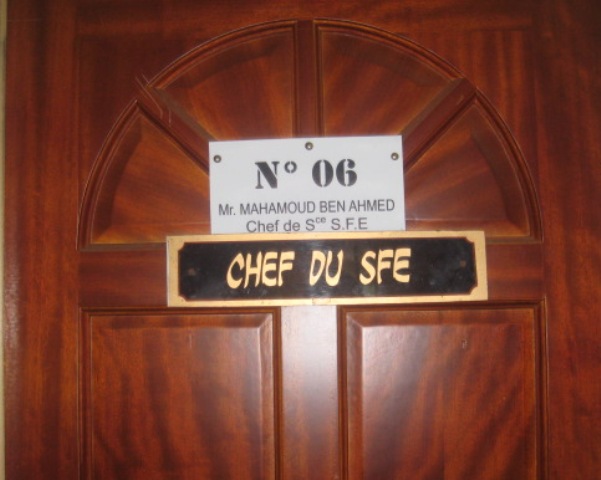 N° 06
Mr. MAHAMOUD BEN AHMED
Chef de Sce S.F.E
CHEF DU SFE